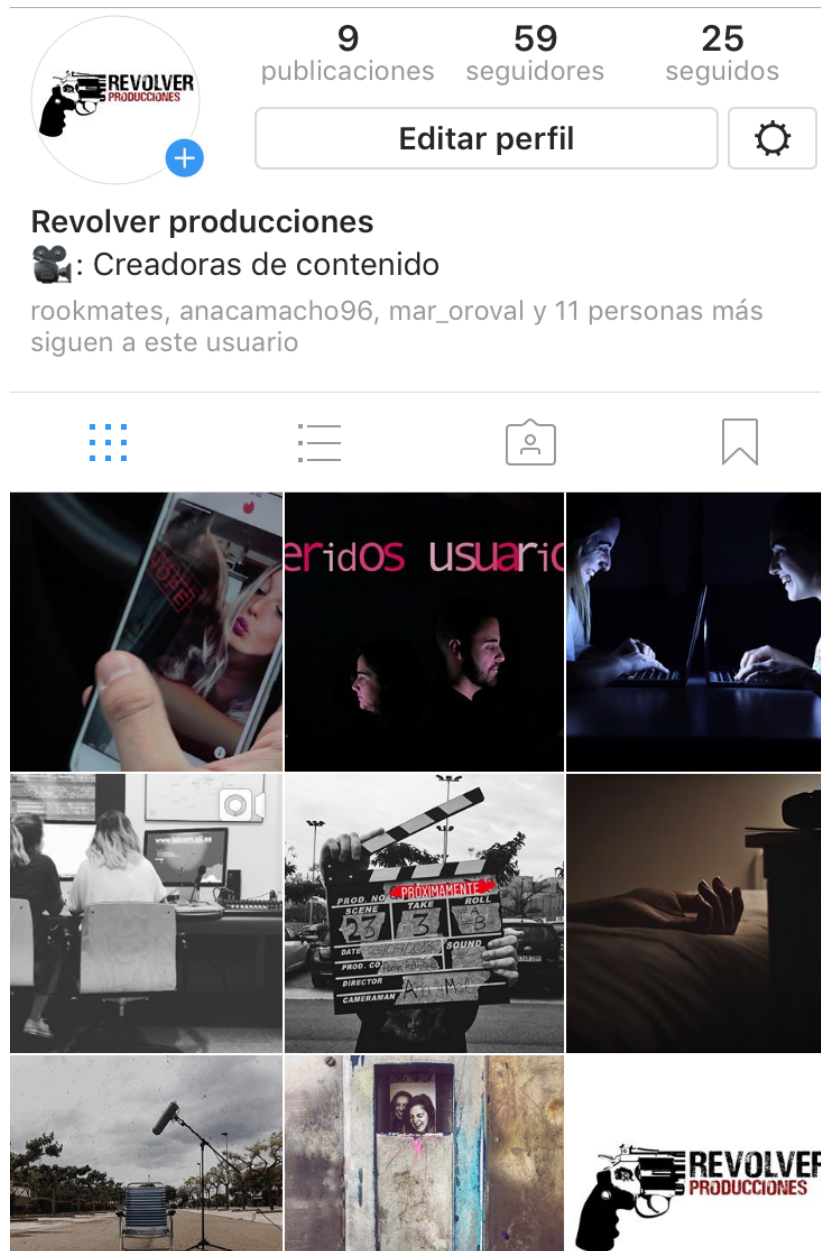 REVOLVER
PRODUCCIONES
9 59 25
publicaciones seguidores seguidos
Editar perfil
Revolver producciones
: Creadoras de contenido
rookmates, anacamacho96, mar_oroval y 11 personas más
siguen a este usuario
NOPE
eridos usuario
PRÓXIMAMENTE
PROD. NO.
SCENE TAKE ROLL
23 3 A
B
DATE SOUND
PROD. CO.
DIRECTOR
CAMERAMAN
REVOLVER
PRODUCCIONES